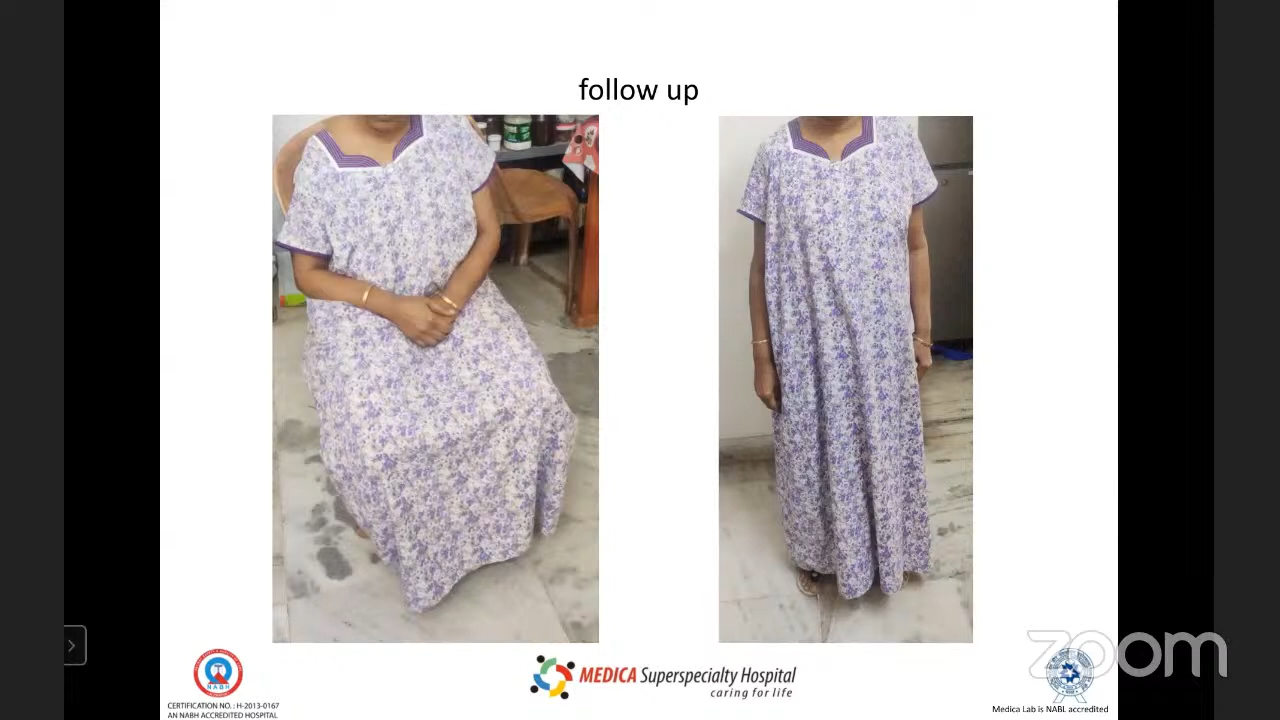 follow up
NABH
CERTIFICATION NO. : H-2013-0167
AN NABH ACCREDITED HOSPITAL
MEDICA Superspecialty Hospital
caring for life
zoom
Medica Lab is NABL accredited